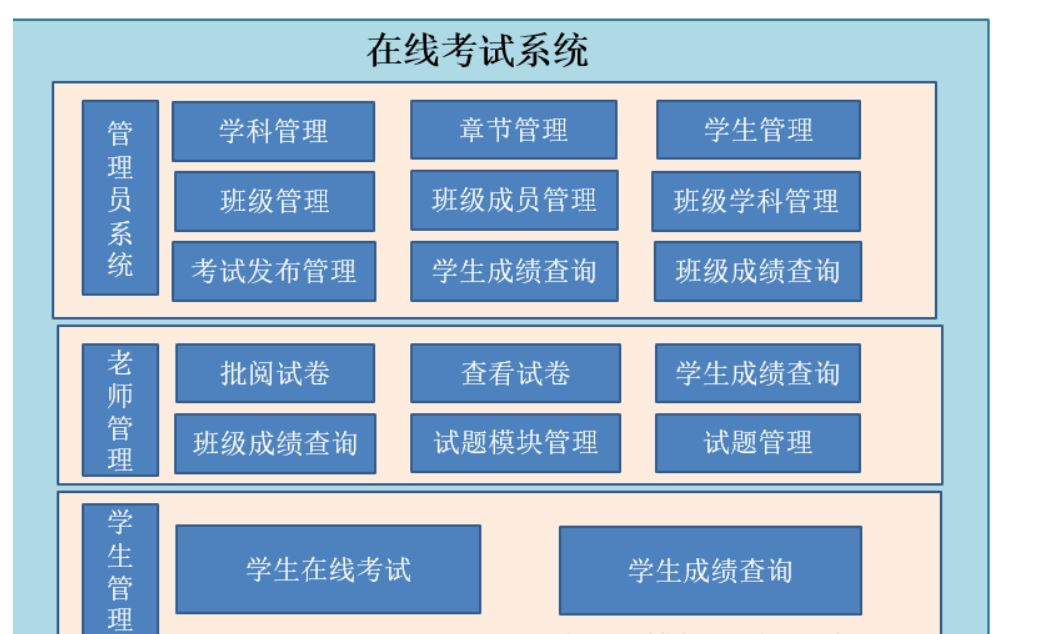 在线考试系统
管理员系统
学科管理 章节管理 学生管理
班级管理 班级成员管理 班级学科管理
考试发布管理 学生成绩查询 班级成绩查询
老师管理
批阅试卷 查看试卷 学生成绩查询
班级成绩查询 试题模块管理 试题管理
学生管理
学生在线考试 学生成绩查询